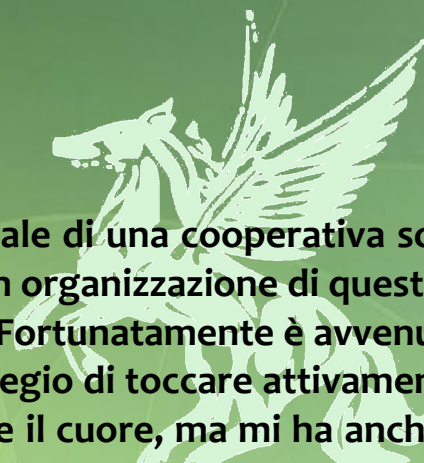 ale di una cooperativa so
n organizzazione di quest
Fortunatamente è avvenu
egio di toccare attivamen
e il cuore, ma mi ha anch